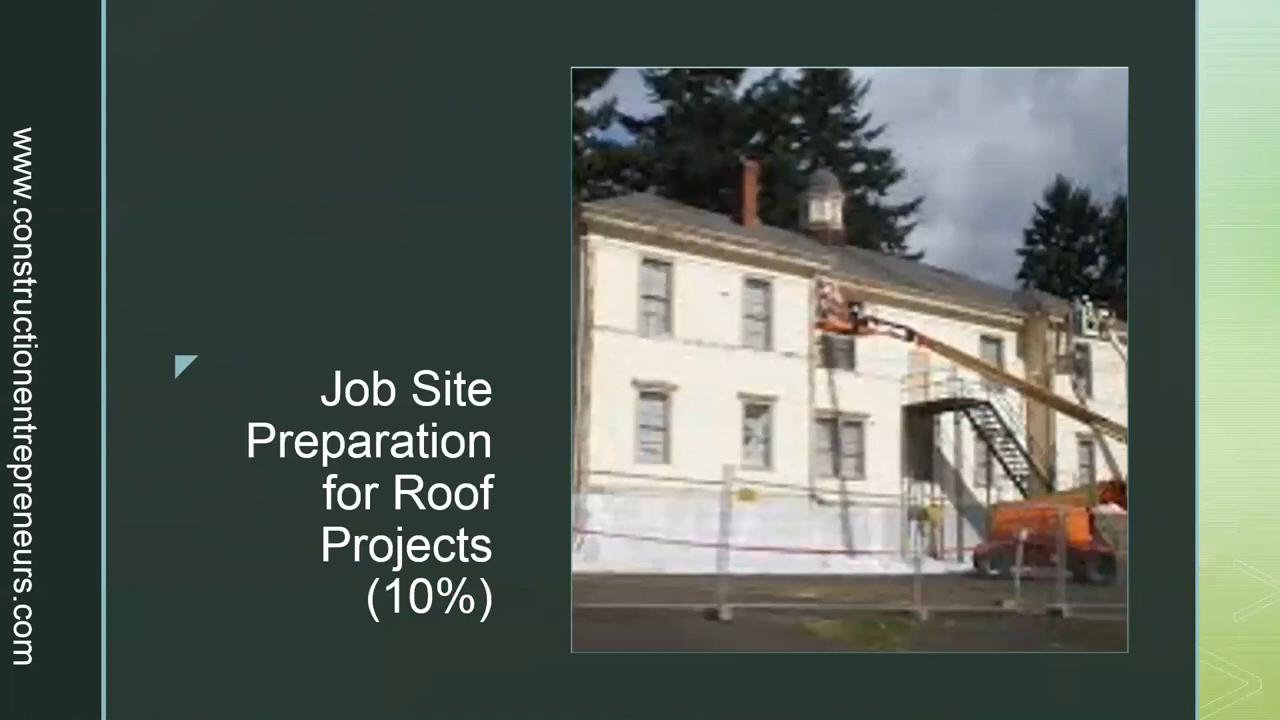 www.constructionentrepreneurs.com
Job Site
Preparation
for Roof
Projects
(10%)